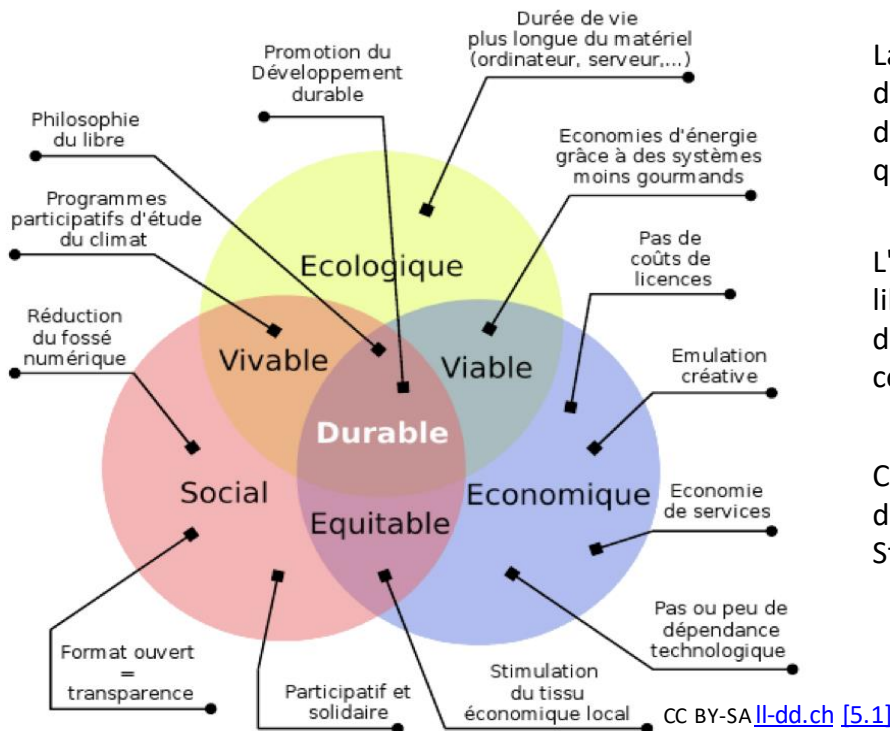 Durée de vie
plus longue du matériel
(ordinateur, serveur,...)
Promotion du
Développement
durable
Philosophie
du libre
Economies d'énergie
grâce à des systèmes
moins gourmands
Programmes
participatifs d'étude
du climat
Pas de
coûts de
licences
Ecologique
Réduction
du fossé
numérique
Vivable
Viable
Emulation
créative
Durable
Social
Economique
Equitable
Economie
de services
Pas ou peu de
dépendance
technologique
Format ouvert
=
transparence
Participatif et
solidaire
Stimulation
du tissu
économique local
CC BY-SA ll-dd.ch [5.1]